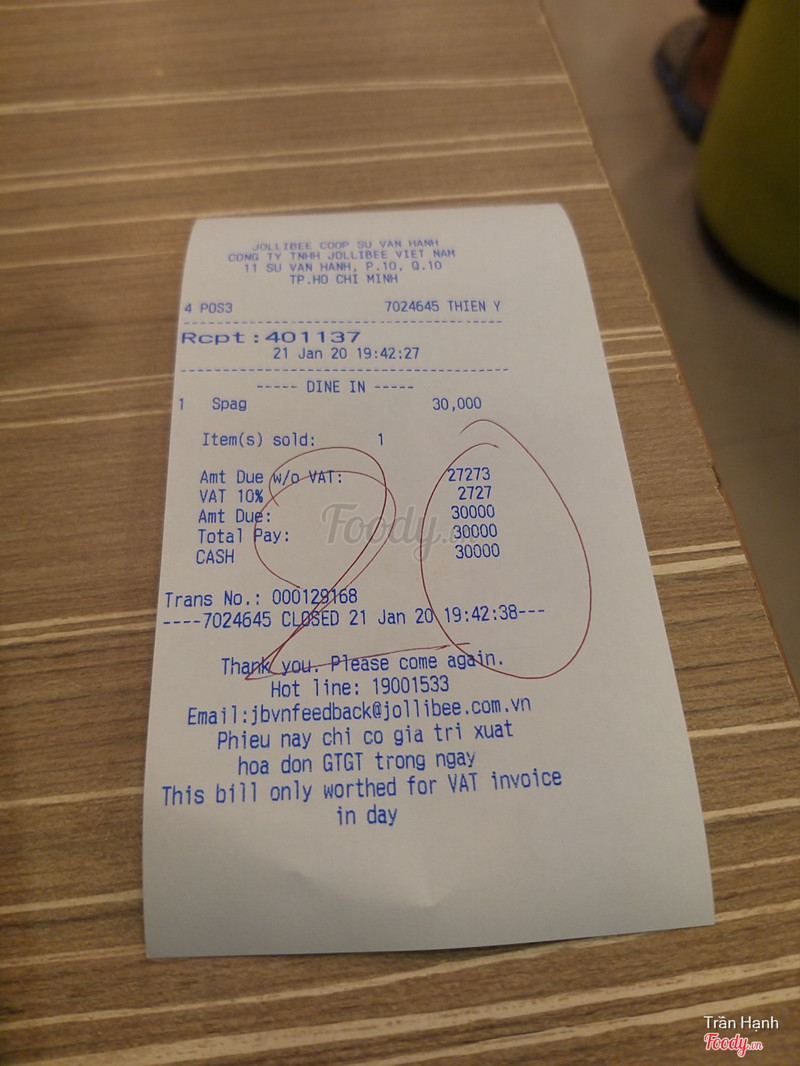 JOLLIBEE COOP SU VAN HANH
CONG TY TNHH JOLLIBEE VIET NAM
11 SU VAN HANH, P.10, Q.10
TP.HO CHI MINH
4 POS3 7024645 THIEN Y
Rcpt:401137
21 Jan 20 19:42:27
----- DINE IN -----
1 Spag 30,000
Item(s) sold: 1
Amt Due w/o VAT: 27273
VAT 10% 2727
Amt Due: 30000
Total Pay: 30000
CASH 30000
20
Foody.vn
Trans No.: 000129168
----7024645 CLOSED 21 Jan 20 19:42:38---
Thank you. Please come again.
Hot line: 19001533
Email:jbvnfeedback@jollibee.com.vn
Phieu nay chi co gia tri xuat
hoa don GTGT trong ngay
This bill only worthed for VAT invoice
in day
Trần Hạnh
Foody.vn